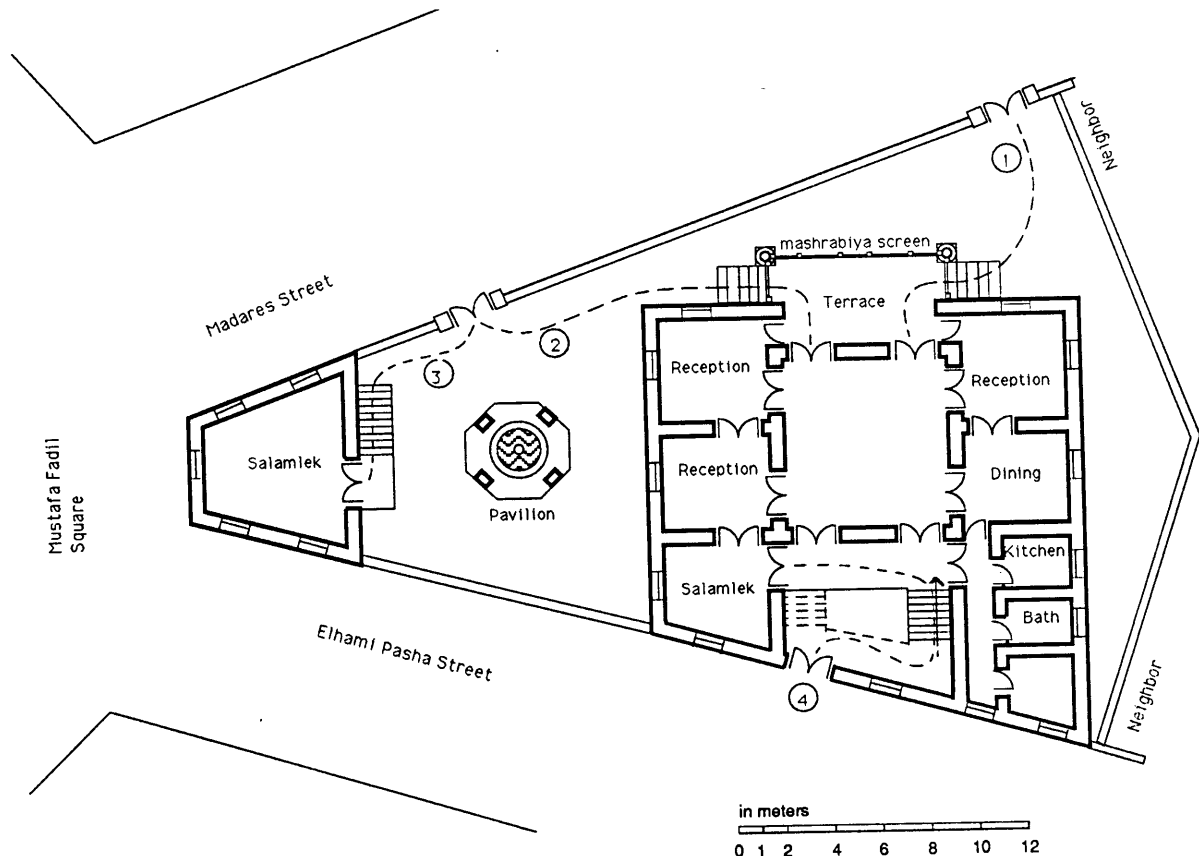 Neighbor
1
mashrabiya screen
Madares Street
Terrace
2
3
Reception
Reception
Mustafa Fadil
Square
Salamlek
Reception
Dining
Pavilion
Kitchen
Salamlek
Bath
Elhami Pasha Street
4
Neighbor
in meters
0 1 2 4 6 8 10 12